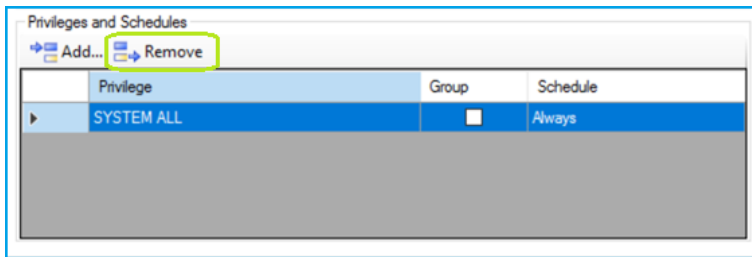 Privileges and Schedules
Add... Remove
Privilege Group Schedule
SYSTEM ALL Always